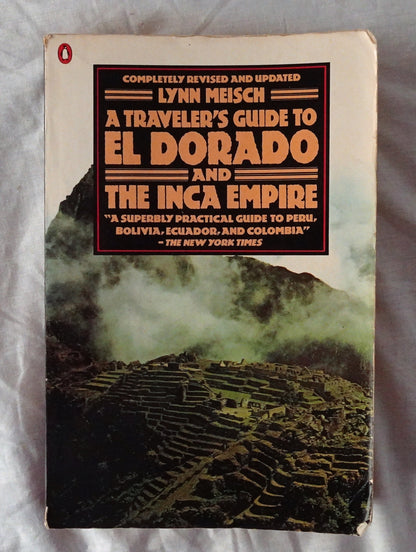 COMPLETELY REVISED AND UPDATED
LYNN MEISCH
A TRAVELER'S GUIDE TO
EL DORADO
AND
THE INCA EMPIRE
"A SUPERBLY PRACTICAL GUIDE TO PERU,
BOLIVIA, ECUADOR, AND COLOMBIA"
- THE NEW YORK TIMES